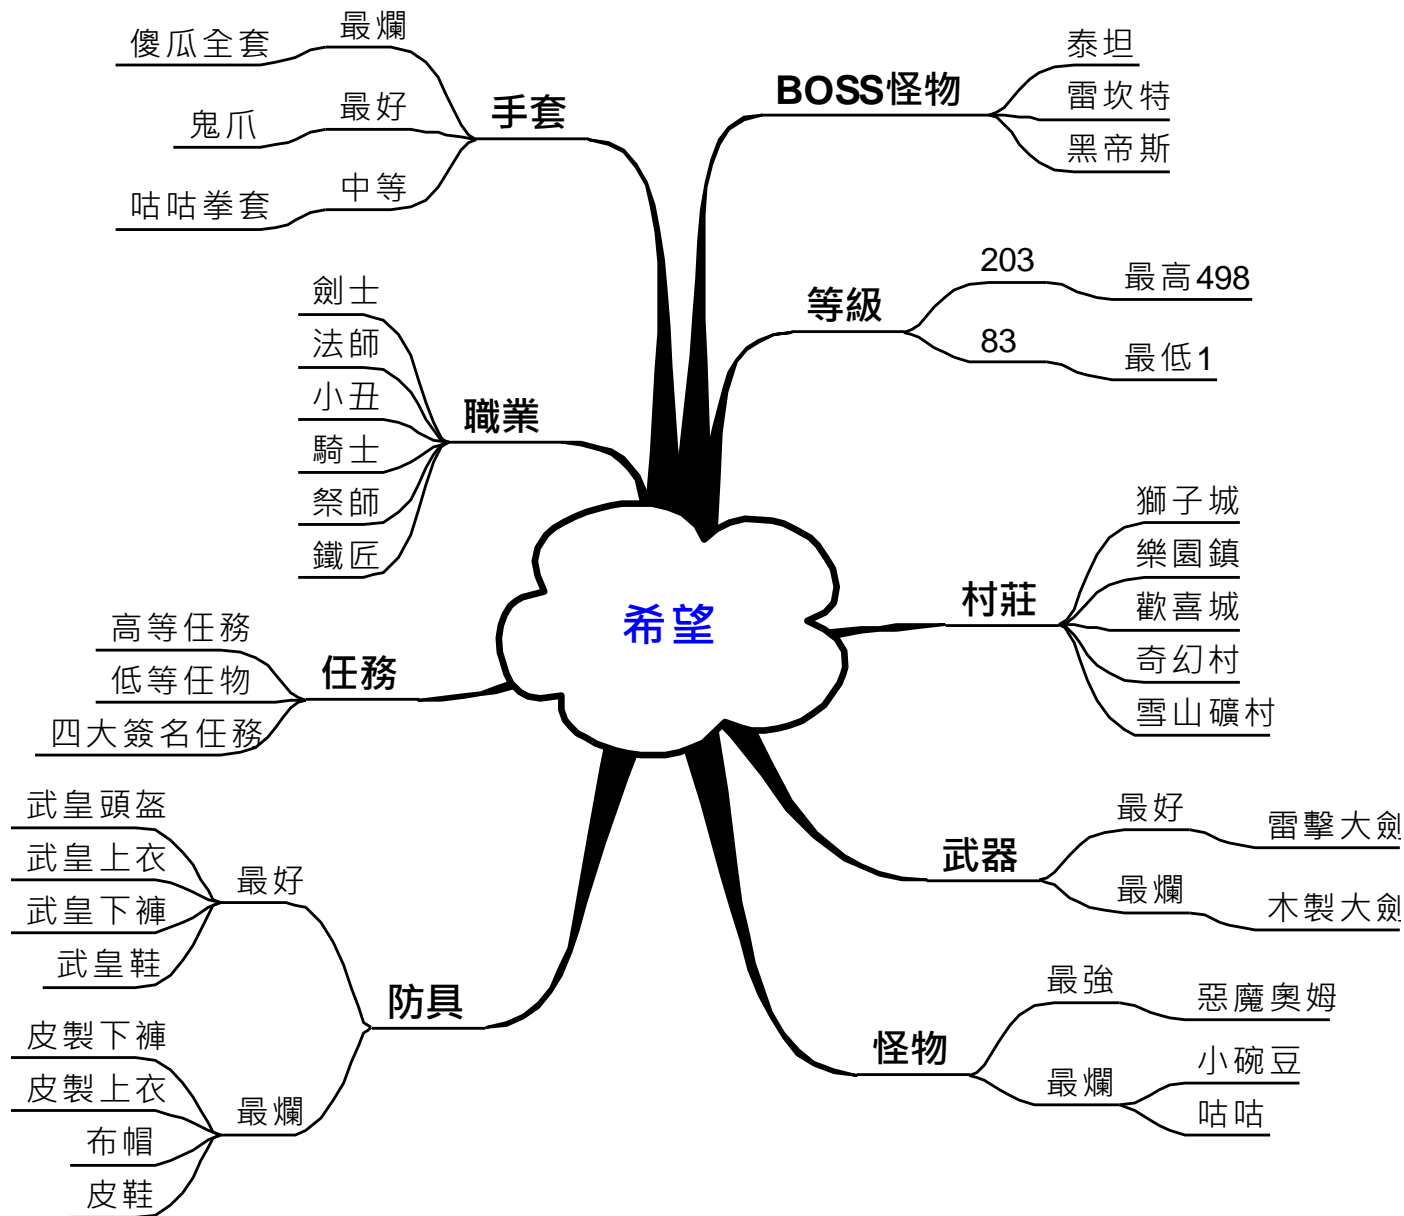 希望
BOSS怪物
泰坦
雷坎特
黑帝斯
等級
203
最高498
83
最低1
村莊
獅子城
樂園鎮
歡喜城
奇幻村
雪山礦村
武器
最好
雷擊大劍
最爛
木製大劍
怪物
最強
惡魔奧姆
最爛
小碗豆
咕咕
手套
最爛
傻瓜全套
最好
鬼爪
中等
咕咕拳套
職業
劍士
法師
小丑
騎士
祭師
鐵匠
任務
高等任務
低等任物
四大簽名任務
防具
最好
武皇頭盔
武皇上衣
武皇下褲
武皇鞋
最爛
皮製下褲
皮製上衣
布帽
皮鞋